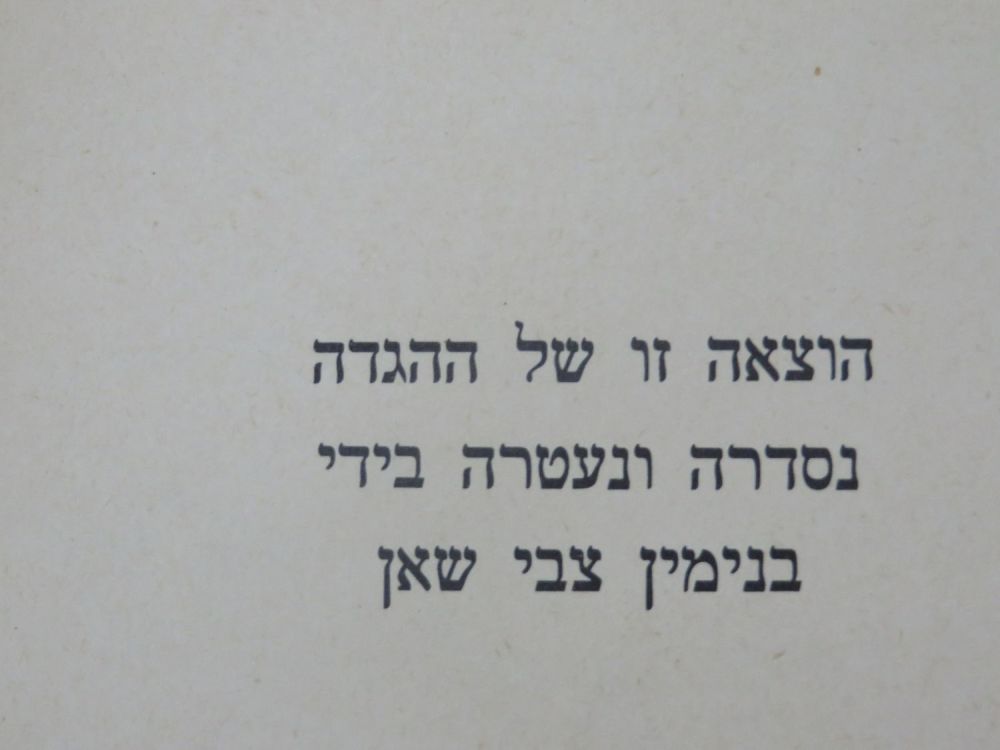 הוצאה זו של ההגדה
נסדרה ונעטרה בידי
בנימין צבי שאן